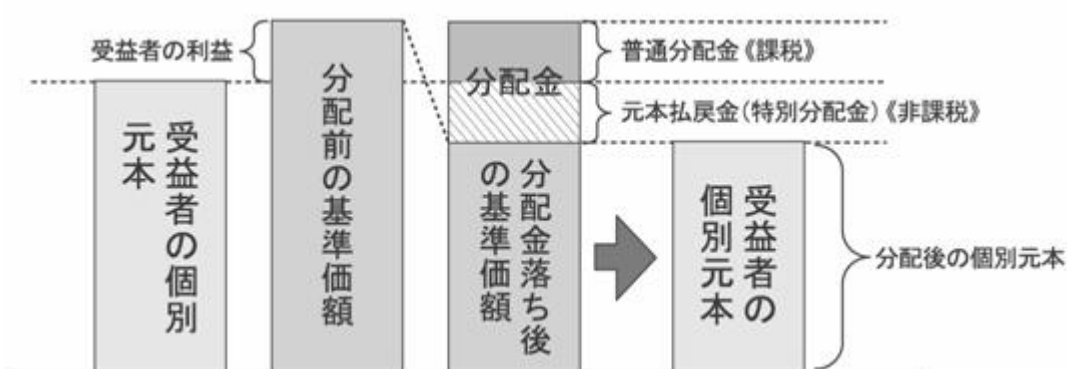 受益者の利益
受益者の個別
元本
分配前の基準価額
分配金
分配金落ち後
の基準価額
普通分配金《課税》
元本払戻金(特別分配金)《非課税》
受益者の
個別元本
分配後の個別元本